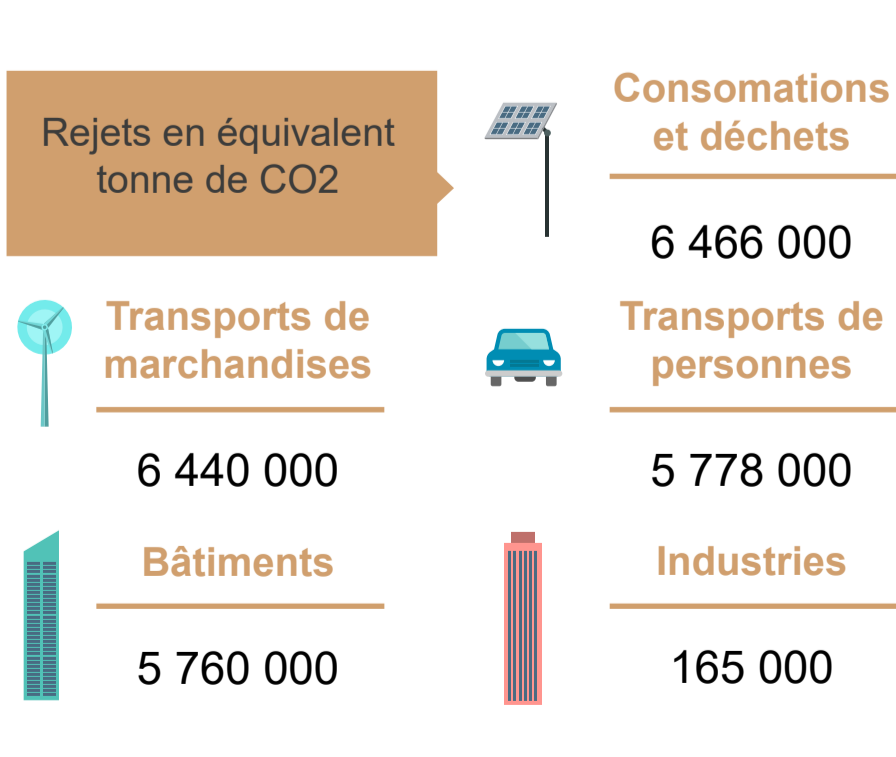 Rejets en équivalent
tonne de CO2
Consomations
et déchets
6 466 000
Transports de
marchandises
6 440 000
Transports de
personnes
5 778 000
Bâtiments
5 760 000
Industries
165 000